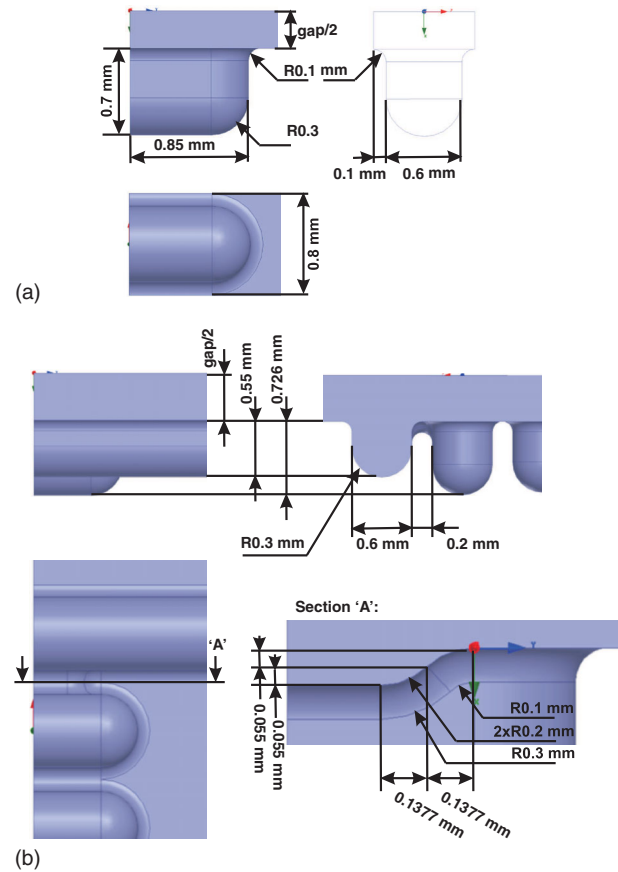 gap/2
R0.1 mm
0.7 mm
R0.3
0.85 mm
0.1 mm
0.6 mm
0.8 mm
(a)
gap/2
0.55 mm
0.726 mm
R0.3 mm
0.6 mm
0.2 mm
Section 'A':
'A'
R0.1 mm
2xR0.2 mm
R0.3 mm
0.055 mm
0.055 mm
0.1377 mm
0.1377 mm
(b)